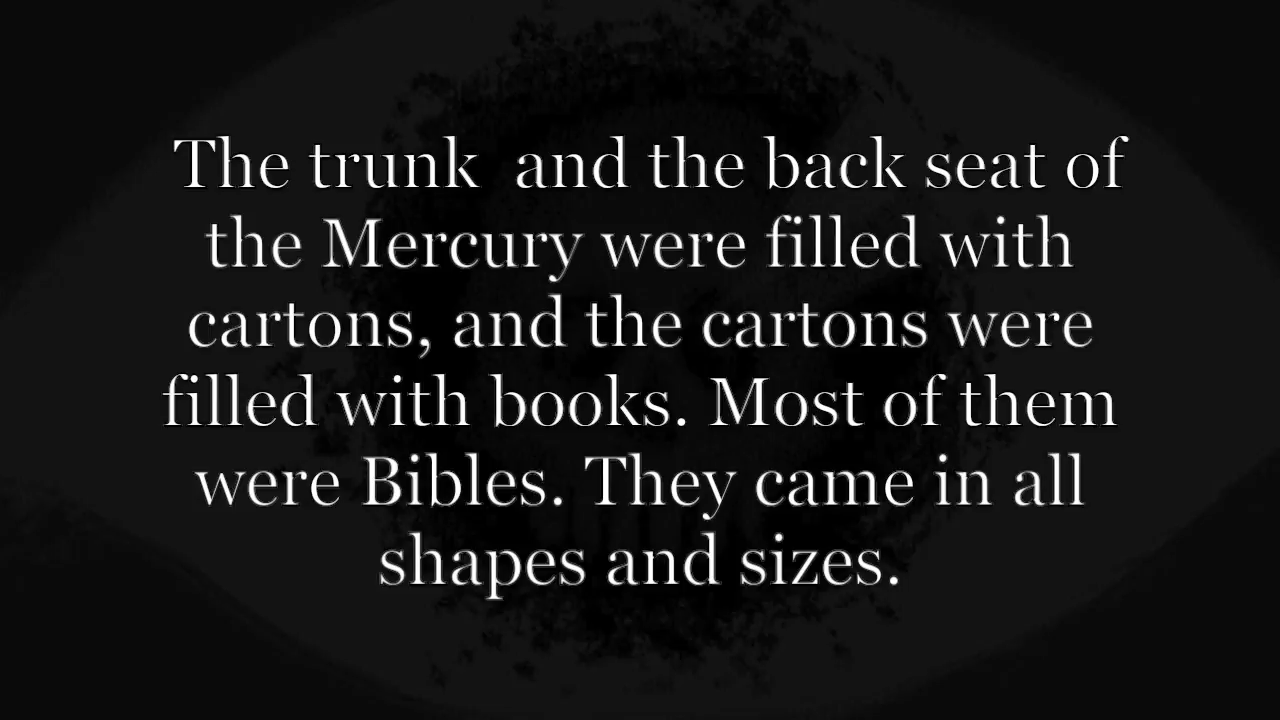 The trunk  and the back seat of
the Mercury were filled with
cartons, and the cartons were
filled with books. Most of them
were Bibles. They came in all
shapes and sizes.